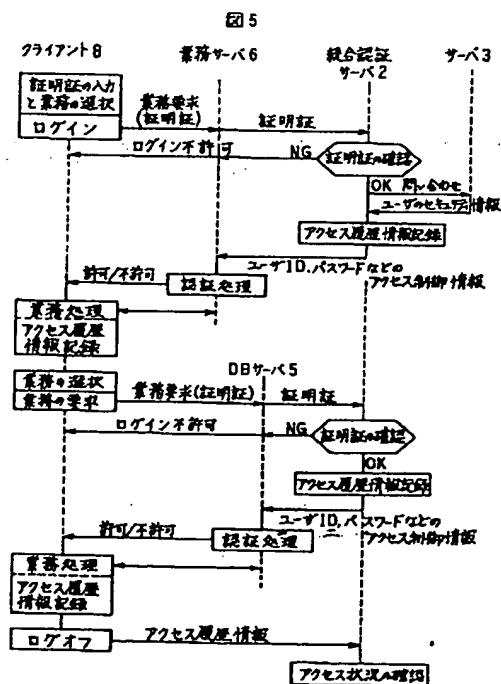 図5
クライアント8
業務サーバ6
統合認証
サーバ2
サーバ3
証明証の入力
と業務の選択
ログイン
業務要求
(証明証)
証明証
ログイン不許可
NG
証明証の確認
OK 問い合わせ
ユーザのセキュリティ情報
アクセス履歴情報記録
ユーザID,パスワードなどの
アクセス制御情報
許可/不許可
認証処理
業務処理
アクセス履歴
情報記録
DBサーバ5
業務の選択
業務の要求
業務要求(証明証)
証明証
ログイン不許可
NG
証明証の確認
OK
アクセス履歴情報記録
ユーザID,パスワードなどの
アクセス制御情報
許可/不許可
認証処理
業務処理
アクセス履歴
情報記録
ログオフ
アクセス履歴情報
アクセス状況の確認